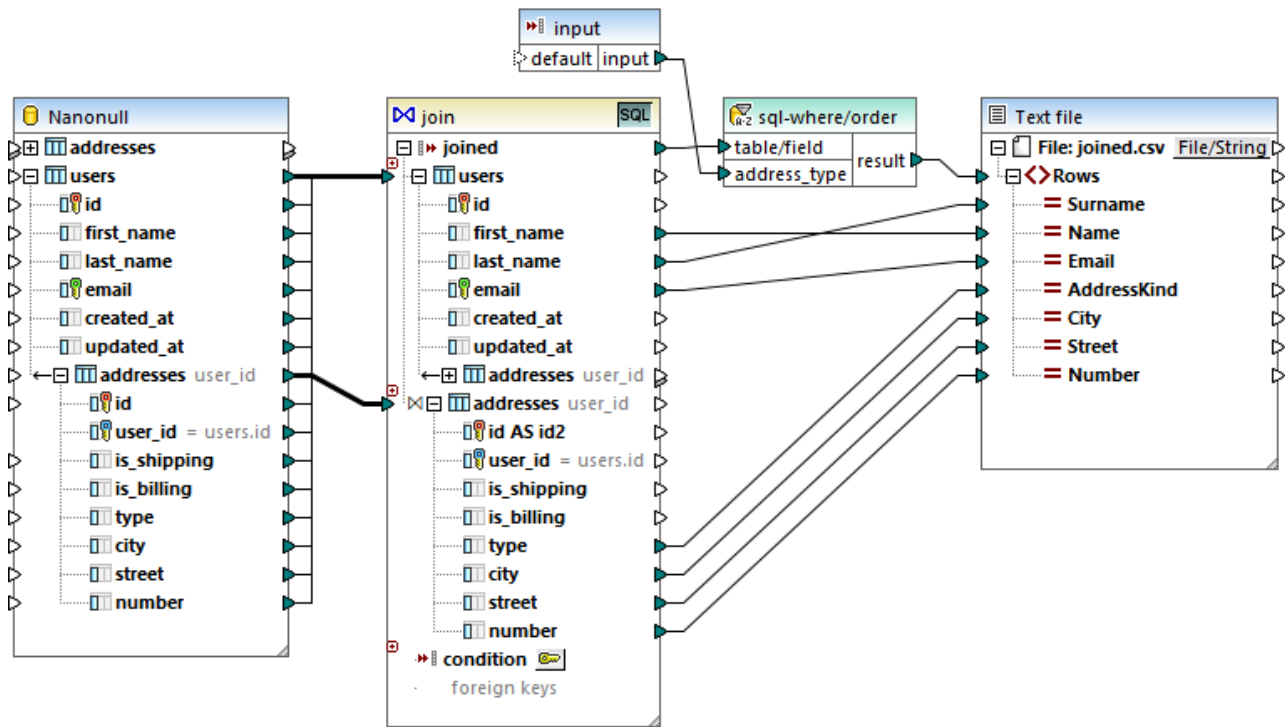 input
default input
Nanonull
addresses
users
id
first_name
last_name
email
created_at
updated_at
addresses user_id
id
user_id = users.id
is_shipping
is_billing
type
city
street
number
join SQL
joined
users
id
first_name
last_name
email
created_at
updated_at
addresses user_id
addresses user_id
id AS id2
user_id = users.id
is_shipping
is_billing
type
city
street
number
condition
foreign keys
A-Z sql-where/order
table/field
result
address_type
Text file
File: joined.csv File/String
Rows
Surname
Name
Email
AddressKind
City
Street
Number